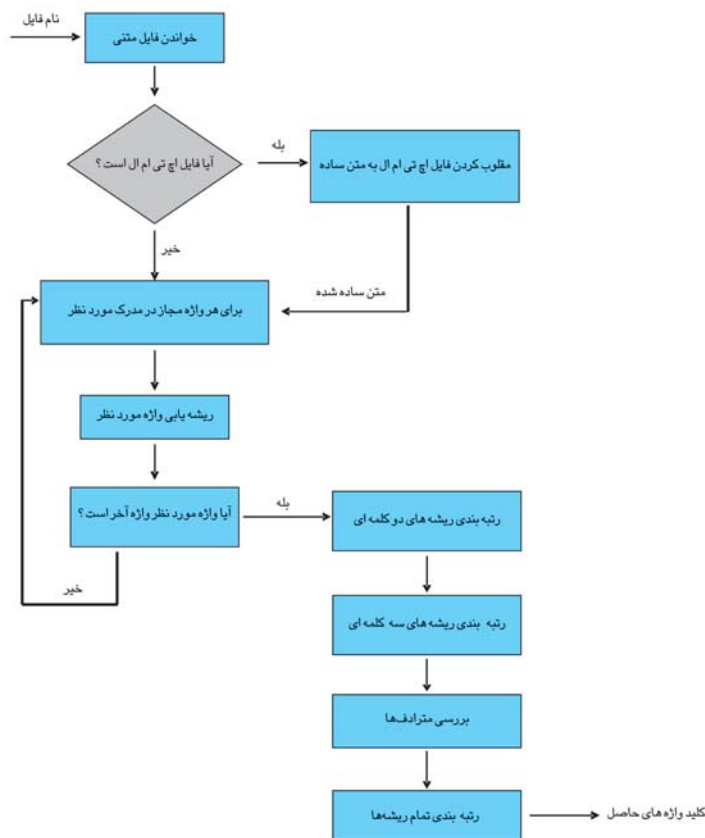 نام فایل
خواندن فایل متنی
آیا فایل اچ تی ام ال است ؟
بله
مقلوب کردن فایل اچ تی ام ال به متن ساده
خیر
متن ساده شده
برای هر واژه مجاز در مدرک مورد نظر
ریشه یابی واژه مورد نظر
آیا واژه مورد نظر واژه آخر است ؟
بله
خیر
رتبه بندی ریشه های دو کلمه ای
رتبه بندی ریشه های سه کلمه ای
بررسی مترادف‌ها
رتبه بندی تمام ریشه‌ها
کلید واژه های حاصل